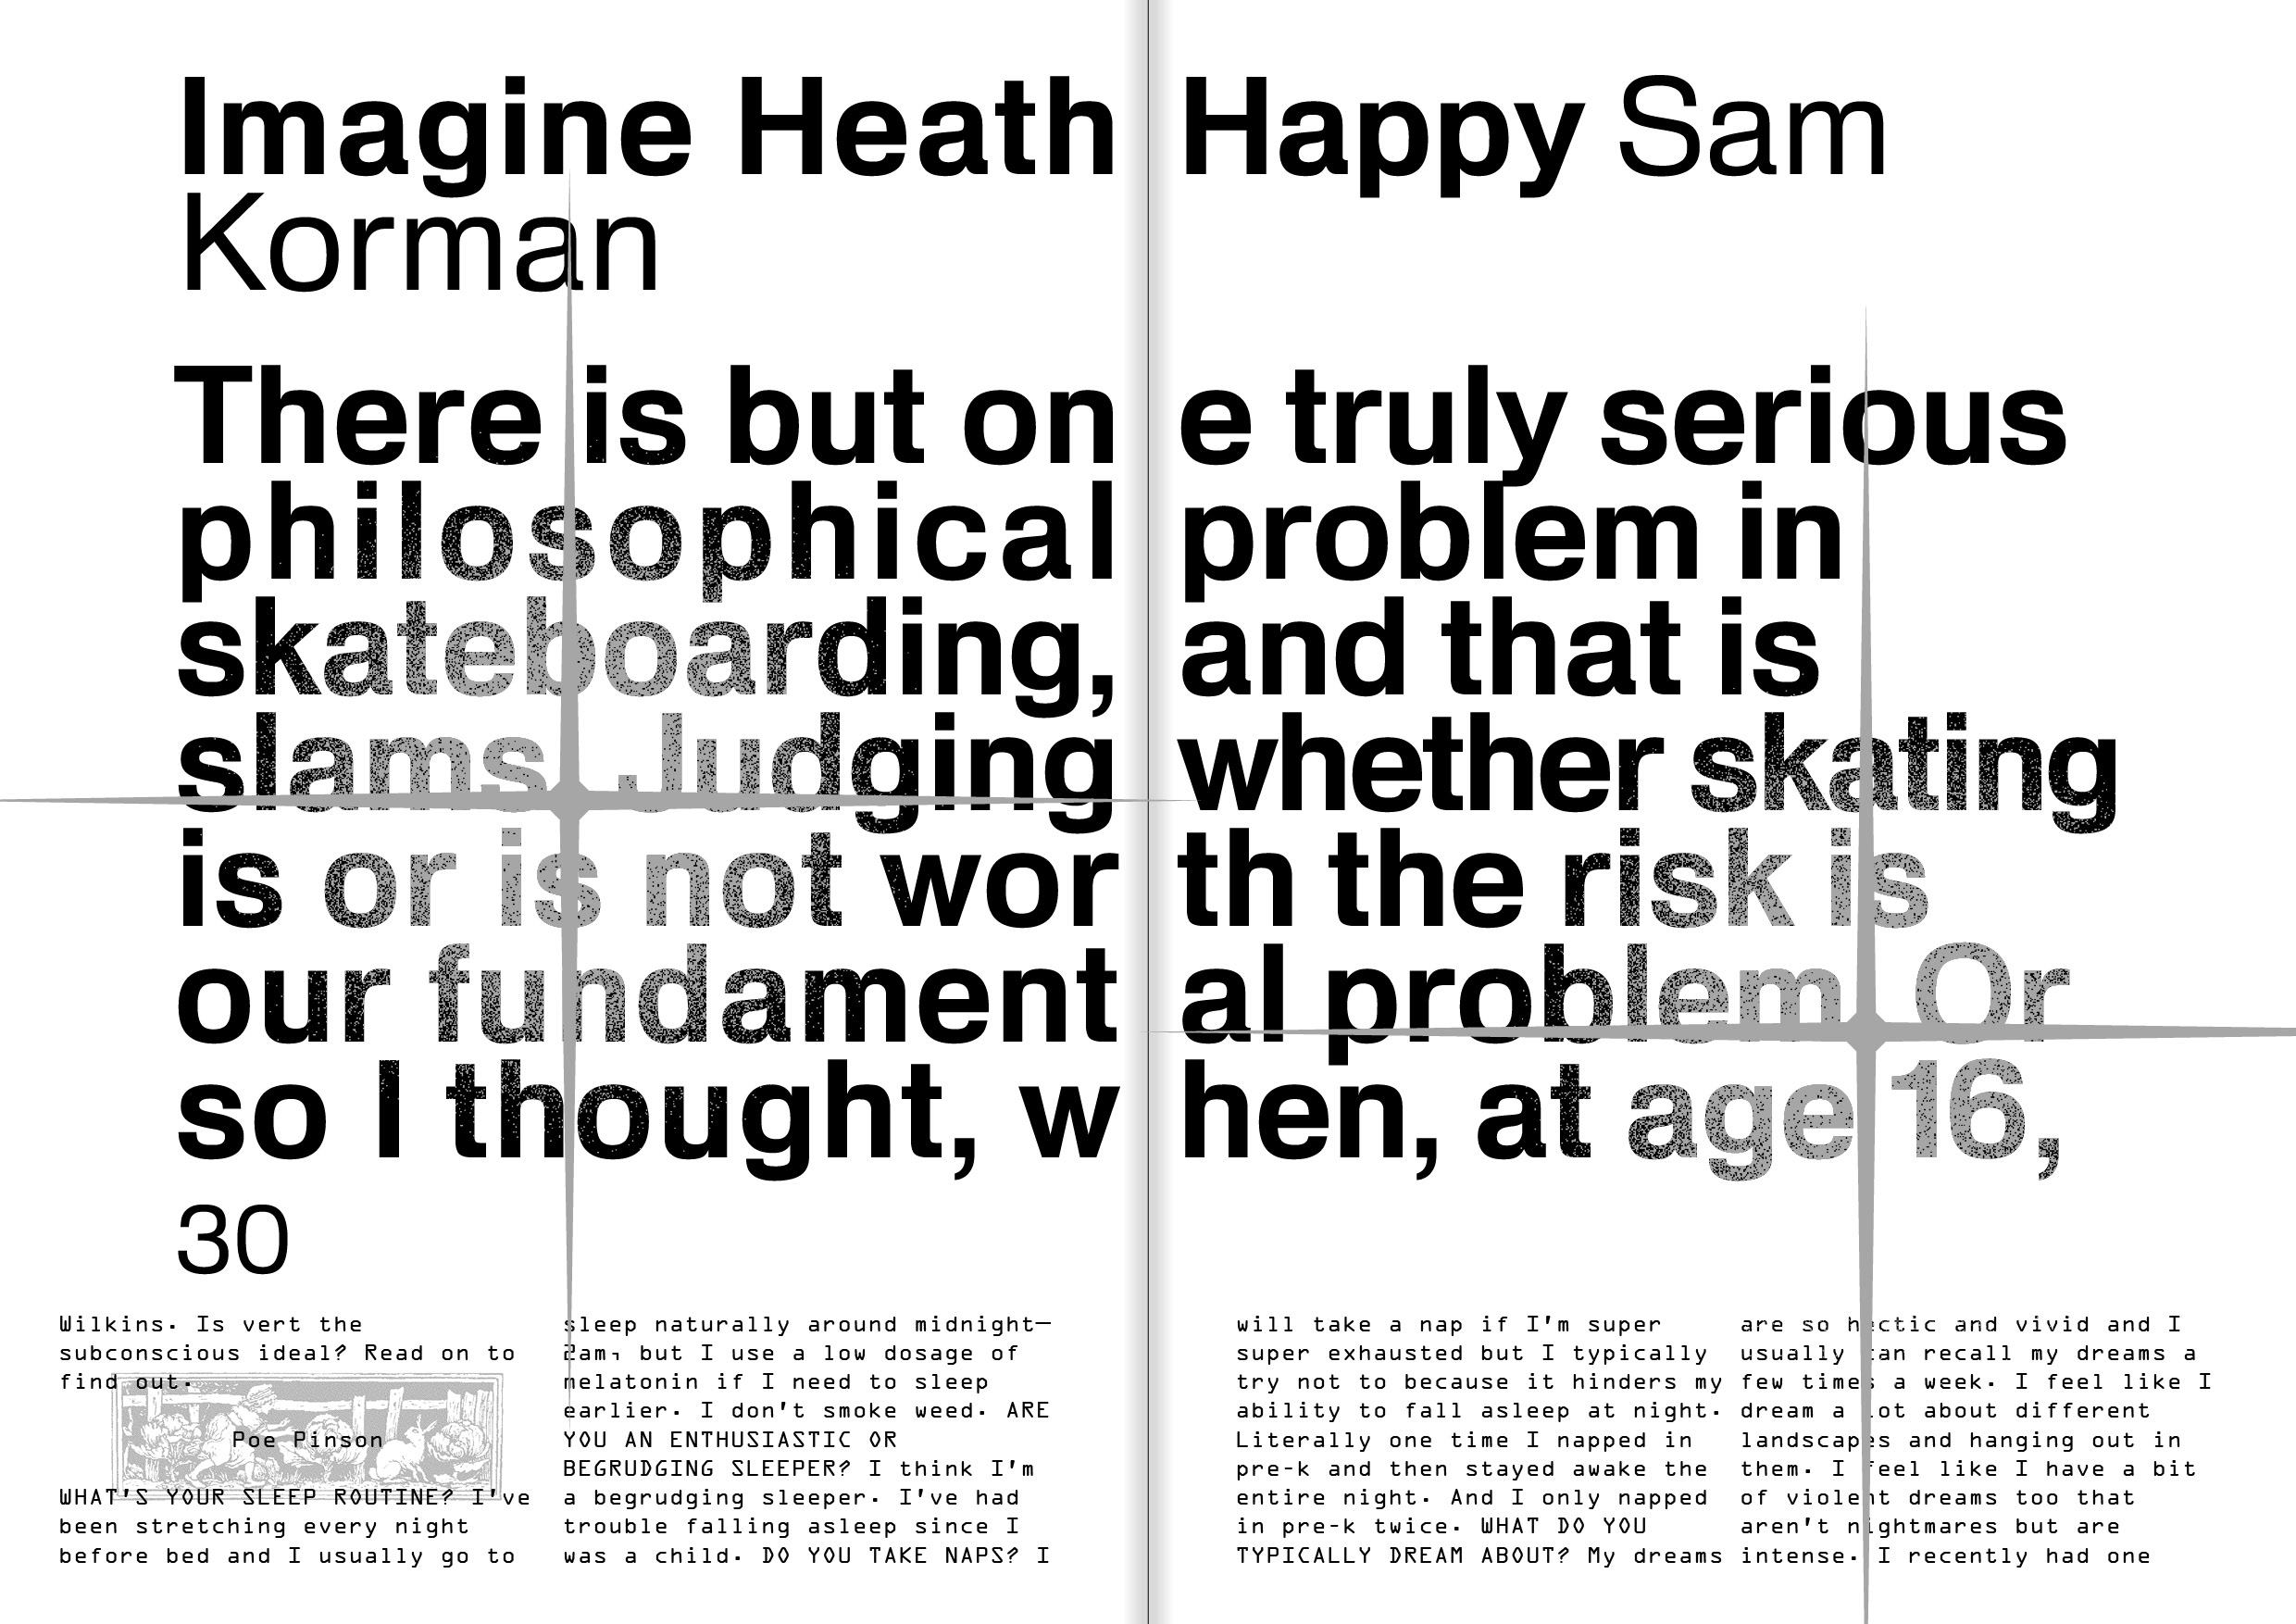 Imagine Heath Happy Sam
Korman
There is but one truly serious
philosophical problem in
skateboarding, and that is
slams. Judging whether skating
is or is not worth the risk is
our fundamental problem. Or
so I thought, when, at age 16,
30
Wilkins. Is vert the
subconscious ideal? Read on to
find out.
Poe Pinson
WHAT'S YOUR SLEEP ROUTINE? I've
been stretching every night
before bed and I usually go to
sleep naturally around midnight—
2am, but I use a low dosage of
melatonin if I need to sleep
earlier. I don't smoke weed. ARE
YOU AN ENTHUSIASTIC OR
BEGRUDGING SLEEPER? I think I'm
a begrudging sleeper. I've had
trouble falling asleep since I
was a child. DO YOU TAKE NAPS? I
will take a nap if I'm super
super exhausted but I typically
try not to because it hinders my
ability to fall asleep at night.
Literally one time I napped in
pre-k and then stayed awake the
entire night. And I only napped
in pre-k twice. WHAT DO YOU
TYPICALLY DREAM ABOUT? My dreams
are so hectic and vivid and I
usually can recall my dreams a
few times a week. I feel like I
dream a lot about different
landscapes and hanging out in
them. I feel like I have a bit
of violent dreams too that
aren't nightmares but are
intense. I recently had one